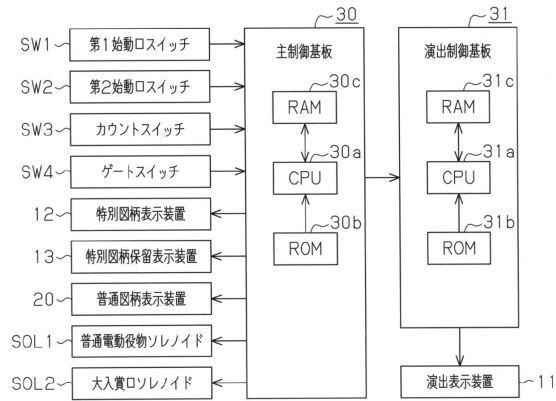 30
31
SW1 第1始動口スイッチ
主制御基板
演出制御基板
SW2 第2始動口スイッチ
30c
31c
RAM
RAM
SW3 カウントスイッチ
30a
31a
SW4 ゲートスイッチ
CPU
CPU
12 特別図柄表示装置
30b
31b
13 特別図柄保留表示装置
ROM
ROM
20 普通図柄表示装置
SOL1 普通電動役物ソレノイド
SOL2 大入賞口ソレノイド
演出表示装置 11